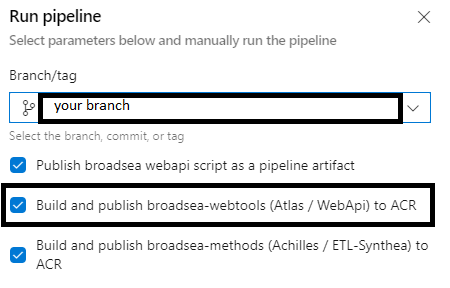 Run pipeline
Select parameters below and manually run the pipeline
Branch/tag
your branch
Select the branch, commit, or tag
Publish broadsea webapi script as a pipeline artifact
Build and publish broadsea-webtools (Atlas / WebApi) to ACR
Build and publish broadsea-methods (Achilles / ETL-Synthea) to
ACR